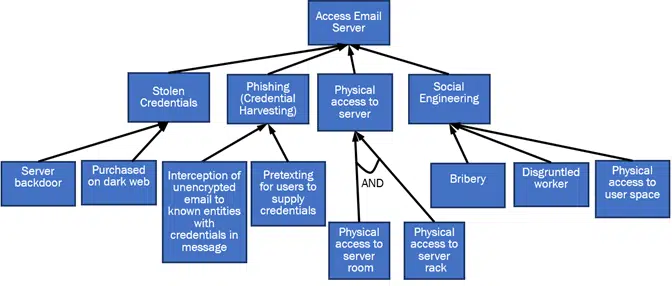 Access Email
Server
Stolen
Credentials
Phishing
(Credential
Harvesting)
Physical
access to
server
Social
Engineering
Server
backdoor
Purchased
on dark web
Interception of
unencrypted
email to
known entities
with
credentials in
message
Pretexting
for users to
supply
credentials
AND
Physical
access to
server
room
Physical
access to
server
rack
Bribery
Disgruntled
worker
Physical
access to
user space